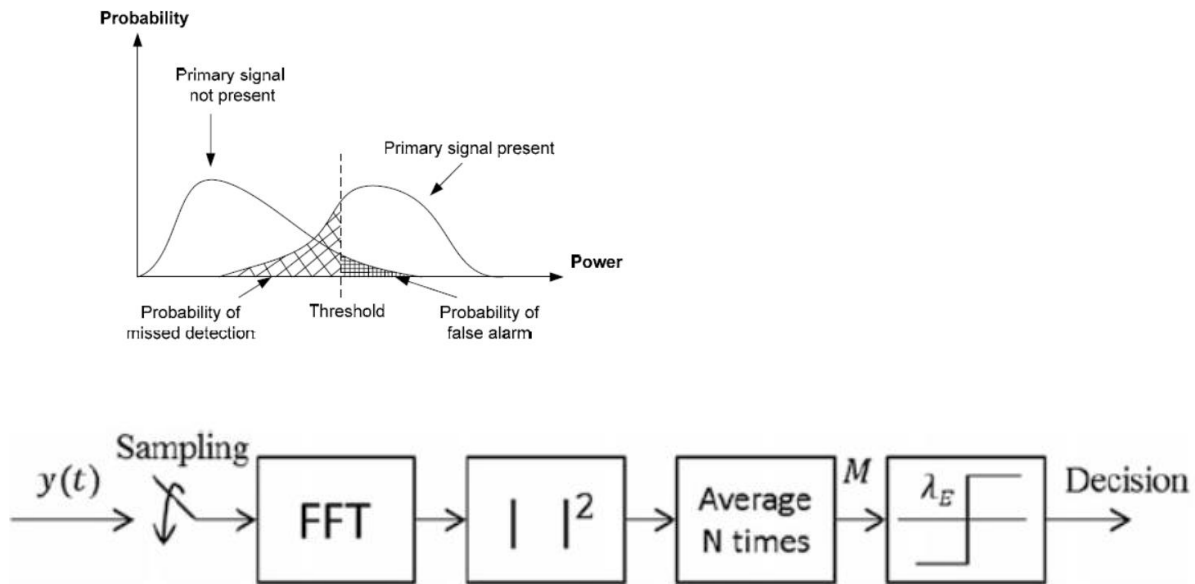 Probability
Primary signal
not present
Primary signal present
Power
Probability of
missed detection
Threshold
Probability of
false alarm
y(t)
Sampling
FFT
| |²
Average
N times
M
λ_E
Decision